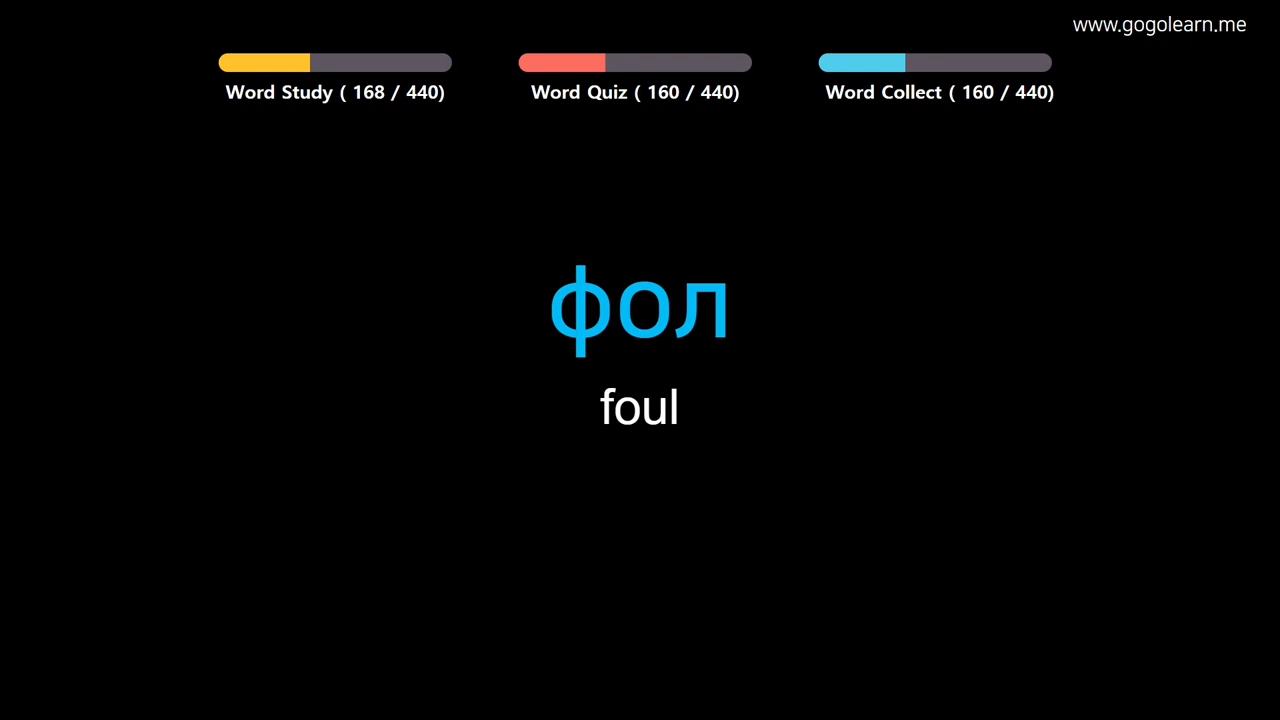 www.gogolearn.me
Word Study ( 168 / 440)
Word Quiz ( 160 / 440)
Word Collect ( 160 / 440)
фол
foul